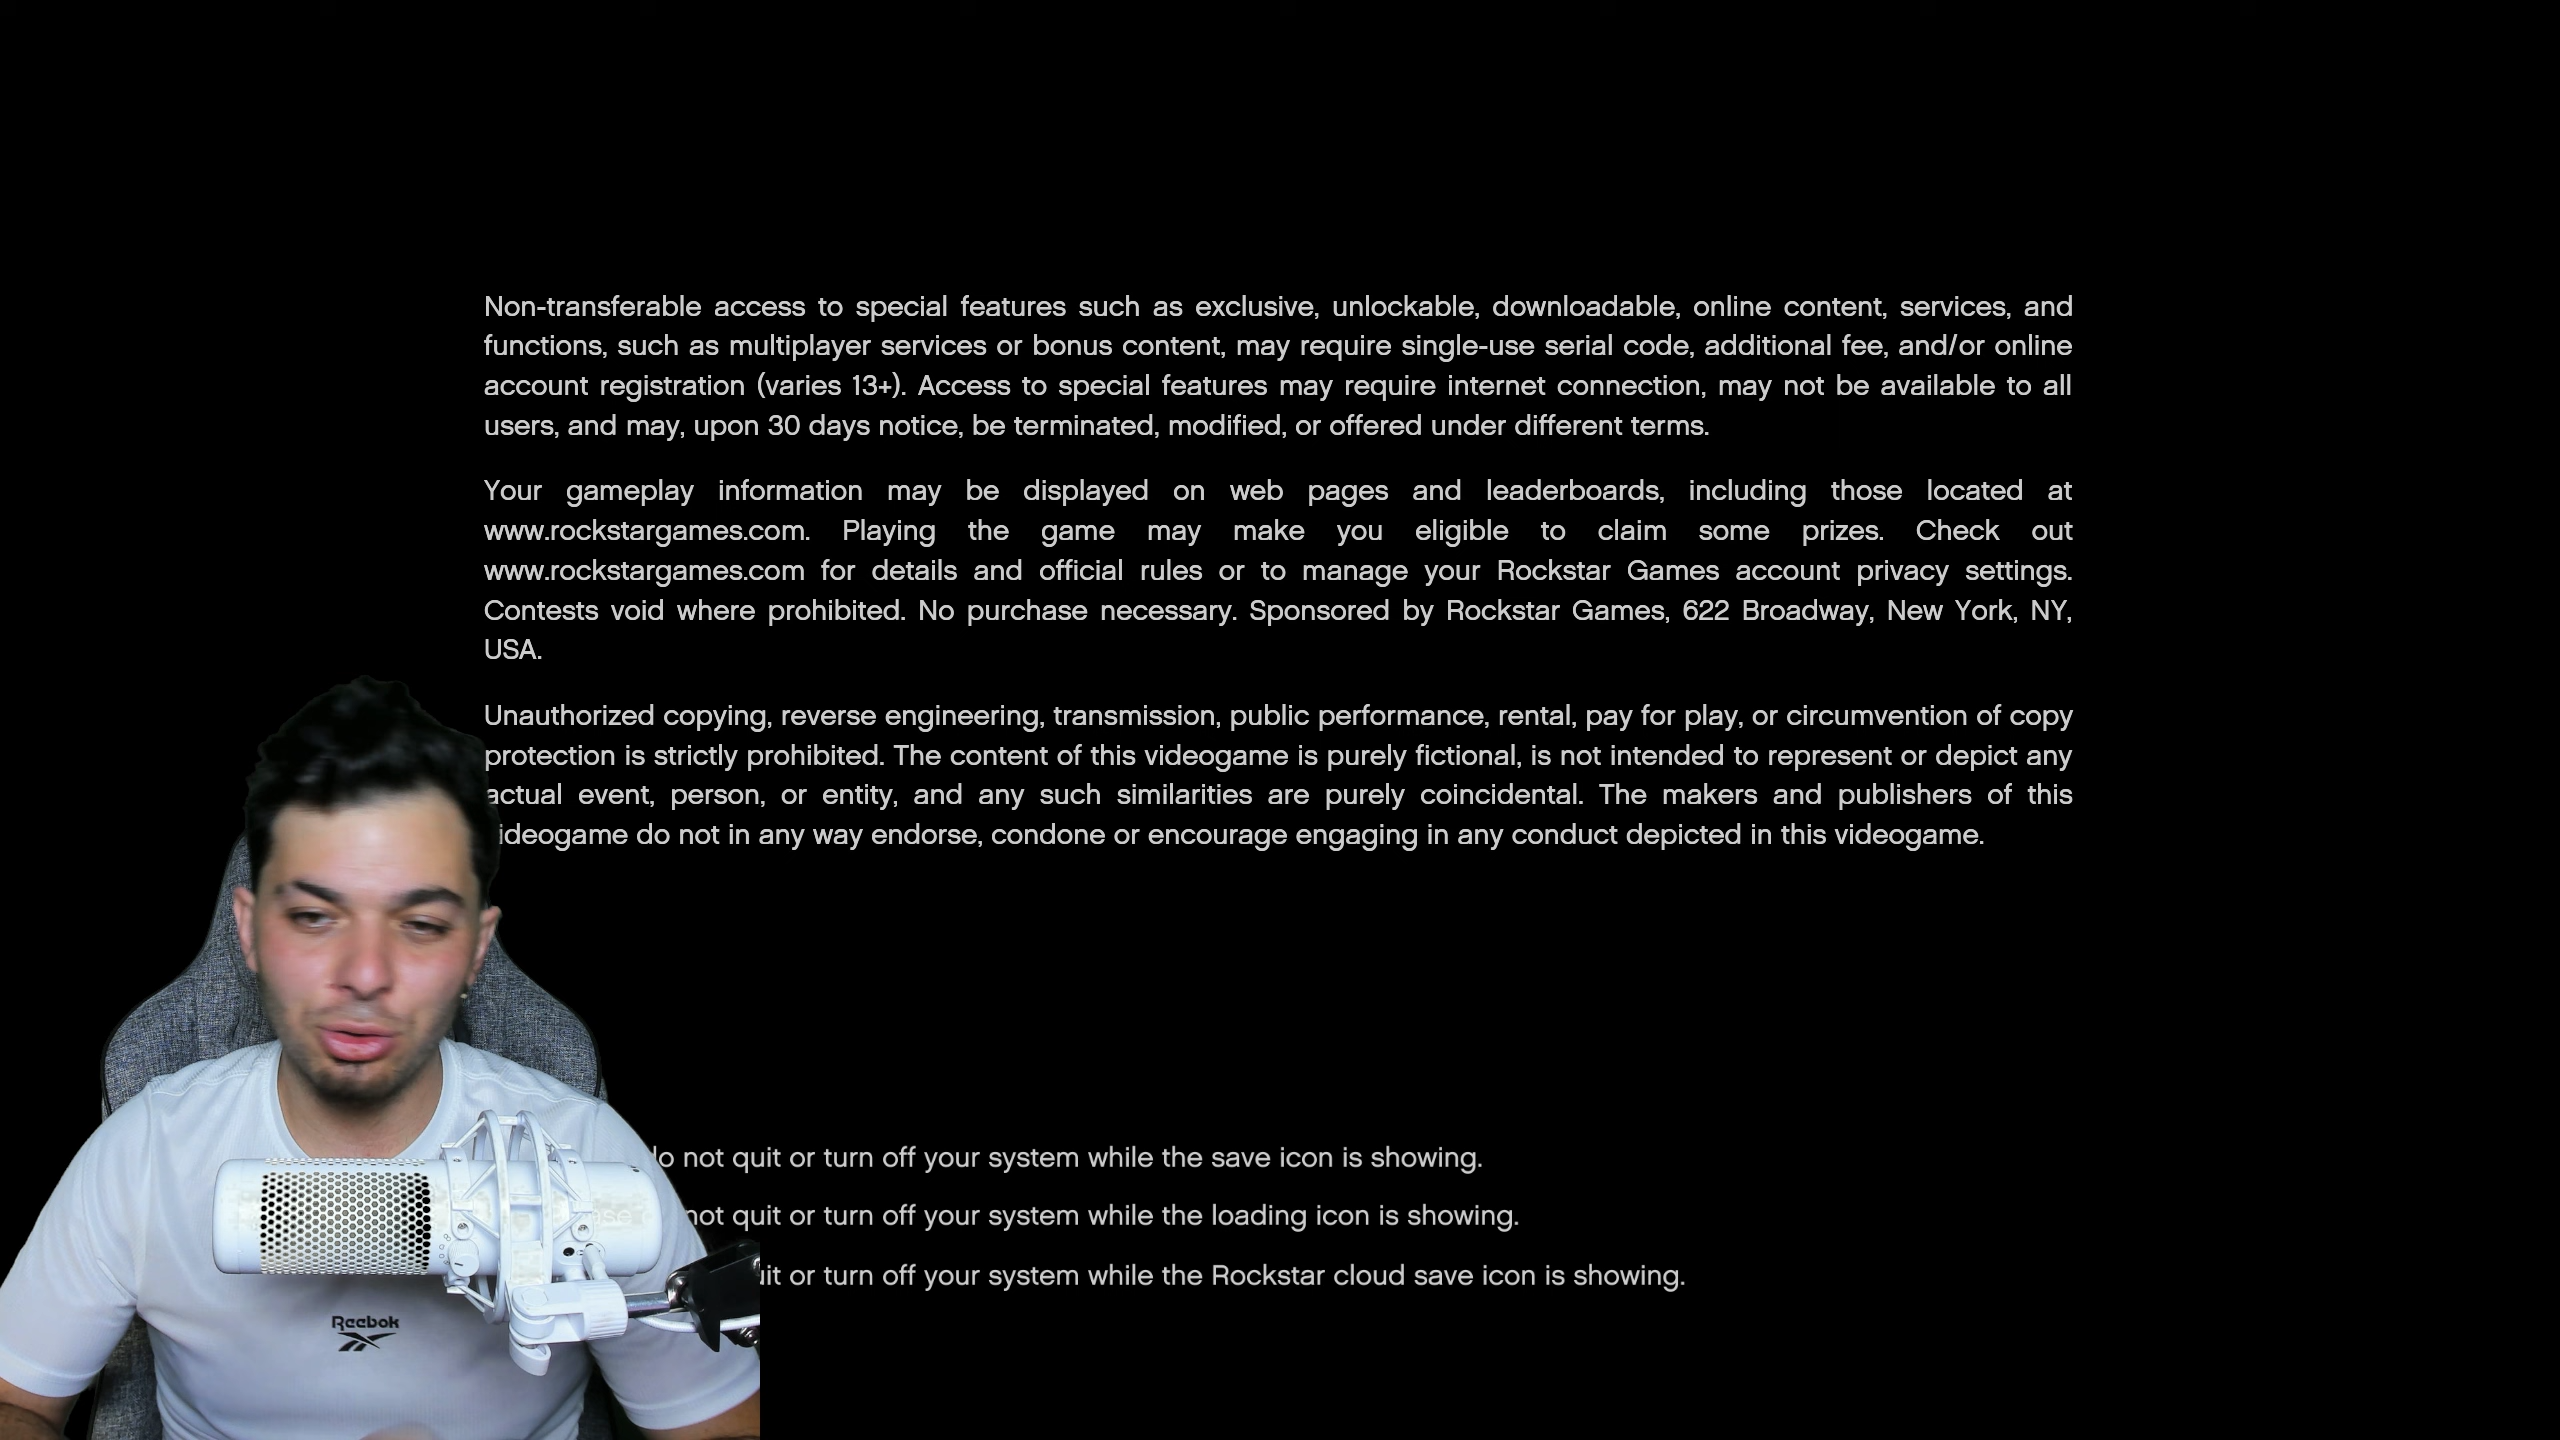 Non-transferable access to special features such as exclusive, unlockable, downloadable, online content, services, and
functions, such as multiplayer services or bonus content, may require single-use serial code, additional fee, and/or online
account registration (varies 13+). Access to special features may require internet connection, may not be available to all
users, and may, upon 30 days notice, be terminated, modified, or offered under different terms.
Your gameplay information may be displayed on web pages and leaderboards, including those located at
www.rockstargames.com. Playing the game may make you eligible to claim some prizes. Check out
www.rockstargames.com for details and official rules or to manage your Rockstar Games account privacy settings.
Contests void where prohibited. No purchase necessary. Sponsored by Rockstar Games, 622 Broadway, New York, NY,
USA.
Unauthorized copying, reverse engineering, transmission, public performance, rental, pay for play, or circumvention of copy
protection is strictly prohibited. The content of this videogame is purely fictional, is not intended to represent or depict any
actual event, person, or entity, and any such similarities are purely coincidental. The makers and publishers of this
ideogame do not in any way endorse, condone or encourage engaging in any conduct depicted in this videogame.
not quit or turn off your system while the save icon is showing.
not quit or turn off your system while the loading icon is showing.
or turn off your system while the Rockstar cloud save icon is showing.
Reebok